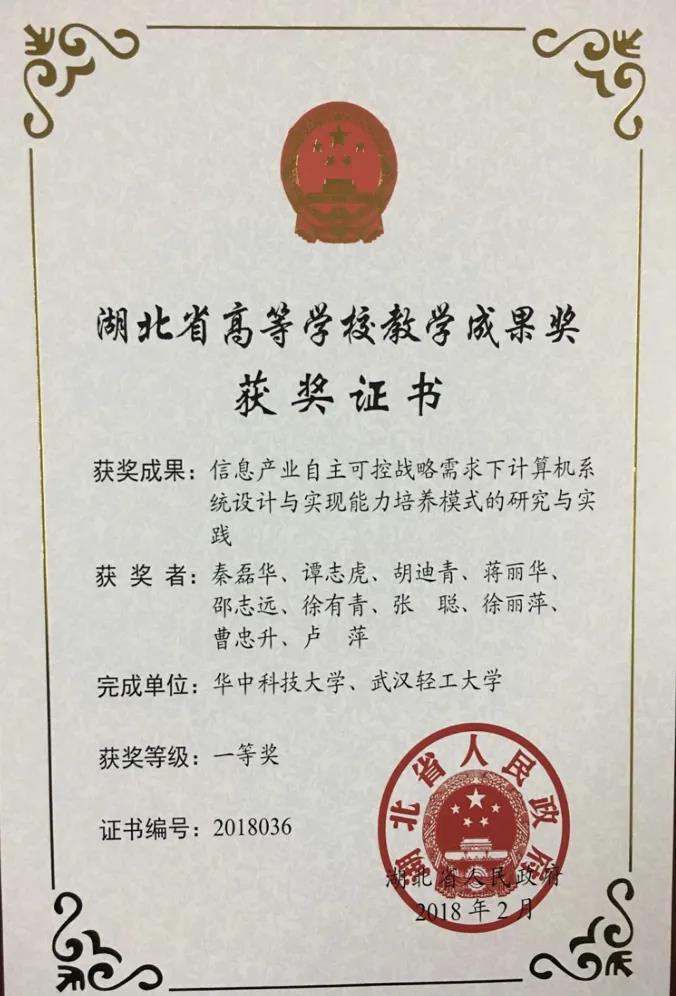 湖北省高等学校教学成果奖
获奖证书
获奖成果：信息产业自主可控战略需求下计算机系
统设计与实现能力培养模式的研究与实
践
获 奖 者：秦磊华、谭志虎、胡迪青、蒋丽华、
邵志远、徐有青、张　聪、徐丽萍、
曹忠升、卢　萍
完成单位：华中科技大学、武汉轻工大学
获奖等级：一等奖
证书编号：2018036
湖北省人民政府
湖北省人民政府
2018 年 2 月